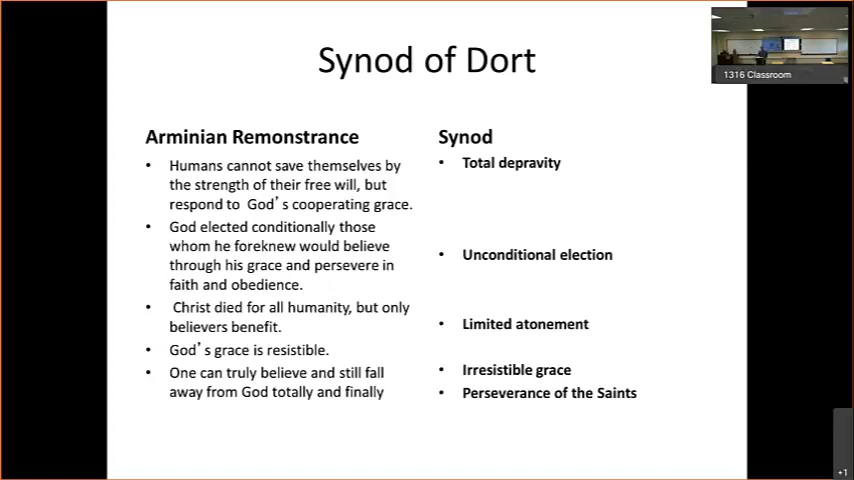 Synod of Dort
1316 Classroom
Arminian Remonstrance
• Humans cannot save themselves by
the strength of their free will, but
respond to God's cooperating grace.
• God elected conditionally those
whom he foreknew would believe
through his grace and persevere in
faith and obedience.
• Christ died for all humanity, but only
believers benefit.
• God's grace is resistible.
• One can truly believe and still fall
away from God totally and finally
Synod
• Total depravity
• Unconditional election
• Limited atonement
• Irresistible grace
• Perseverance of the Saints
+1